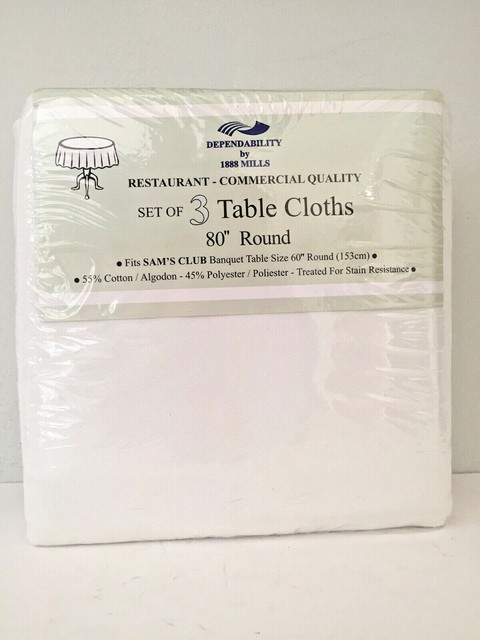 DEPENDABILITY
by
1888 MILLS
RESTAURANT - COMMERCIAL QUALITY
SET OF 3 Table Cloths
80" Round
● Fits SAM'S CLUB Banquet Table Size 60" Round (153cm) ●
● 55% Cotton / Algodon - 45% Polyester / Poliester - Treated For Stain Resistance ●